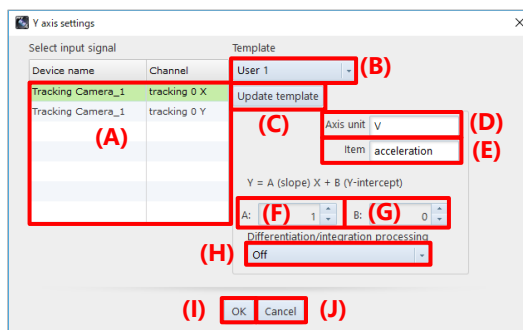 Y axis settings
Select input signal
Template
Device name Channel
User 1 (B)
Tracking Camera_1 tracking 0 X
Update template
Tracking Camera_1 tracking 0 Y
(A) (C)
Axis unit V (D)
Item acceleration (E)
Y = A (slope) X + B (Y-intercept)
A: (F) 1 B: (G) 0
Differentiation/integration processing
(H) Off
(I) OK Cancel (J)